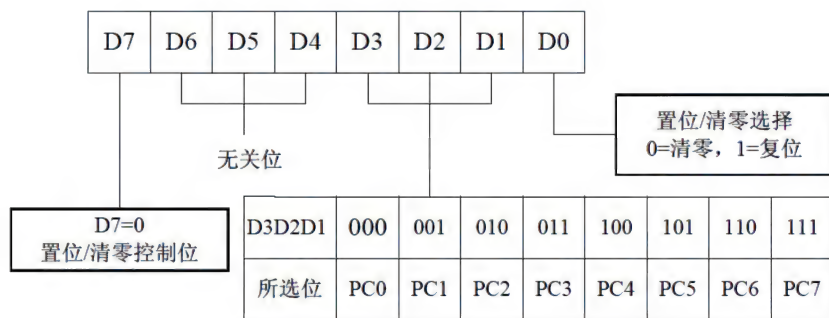 D7 D6 D5 D4 D3 D2 D1 D0
置位/清零选择
0=清零，1=复位
无关位
D7=0
置位/清零控制位
D3D2D1 000 001 010 011 100 101 110 111
所选位 PC0 PC1 PC2 PC3 PC4 PC5 PC6 PC7